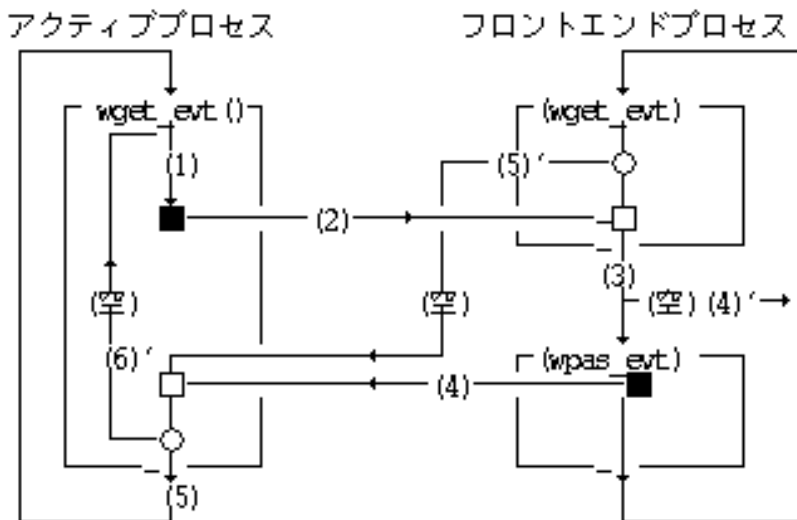 アクティブプロセス フロントエンドプロセス
wget_evt() (wget_evt)
(1) (5)′
(2)
(3)
(空) (空) (空) (4)′
(6)′ (wpas_evt)
(4)
(5)